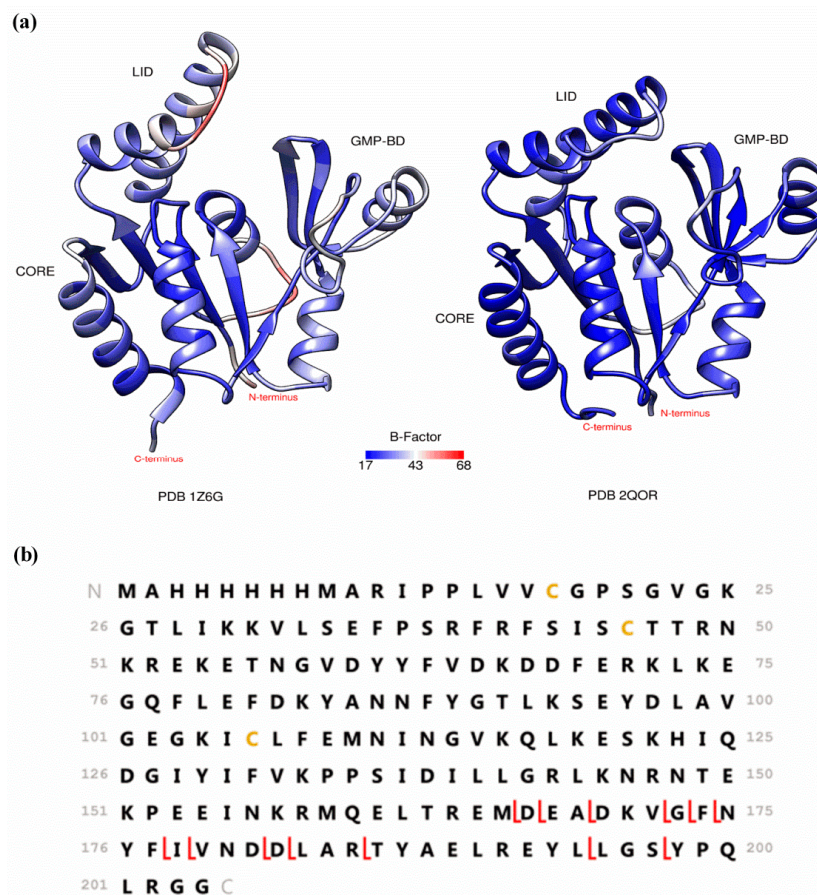 (a)
LID
GMP-BD
CORE
N-terminus
C-terminus
PDB 1Z6G
B-Factor
17 43 68
LID
GMP-BD
CORE
C-terminus
N-terminus
PDB 2QOR
(b)
N M A H H H H H H M A R I P P L V V C G P S G V G K 25
26 G T L I K K V L S E F P S R F R F S I S C T T R N 50
51 K R E K E T N G V D Y Y F V D K D D F E R K L K E 75
76 G Q F L E F D K Y A N N F Y G T L K S E Y D L A V 100
101 G E G K I C L F E M N I N G V K Q L K E S K H I Q 125
126 D G I Y I F V K P P S I D I L L G R L K N R N T E 150
151 K P E E I N K R M Q E L T R E M D E A D K V G F N 175
176 Y F I V N D D L A R T Y A E L R E Y L L G S Y P Q 200
201 L R G G C